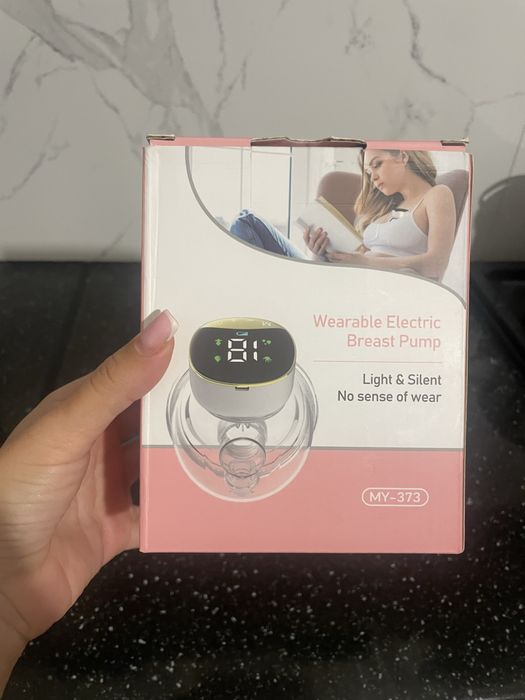 Wearable Electric
Breast Pump
Light & Silent
No sense of wear
MY-373